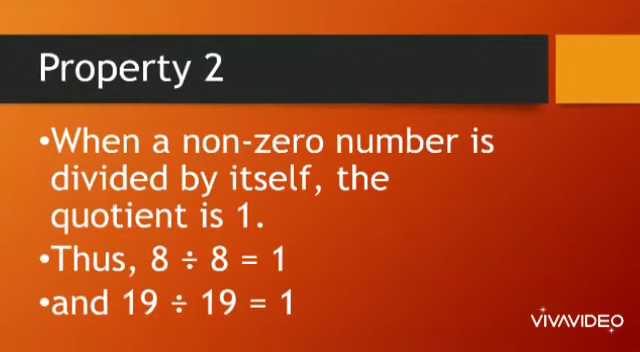 Property 2
•When a non-zero number is
divided by itself, the
quotient is 1.
•Thus, 8 ÷ 8 = 1
•and 19 ÷ 19 = 1
VIVAVIDEO